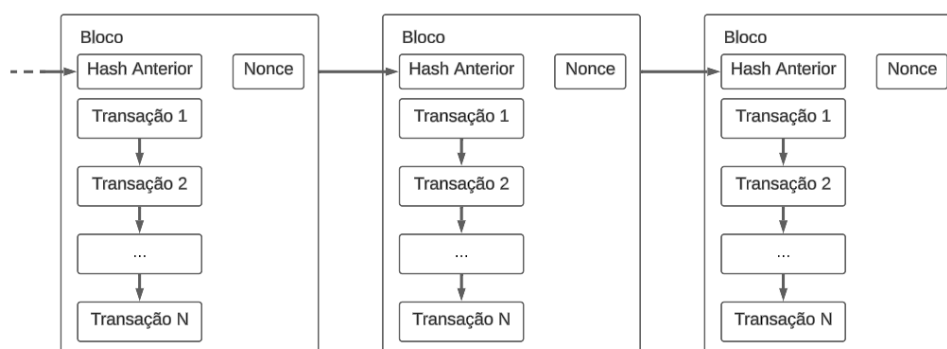 Bloco
Hash Anterior
Nonce
Transação 1
Transação 2
...
Transação N
Bloco
Hash Anterior
Nonce
Transação 1
Transação 2
...
Transação N
Bloco
Hash Anterior
Nonce
Transação 1
Transação 2
...
Transação N